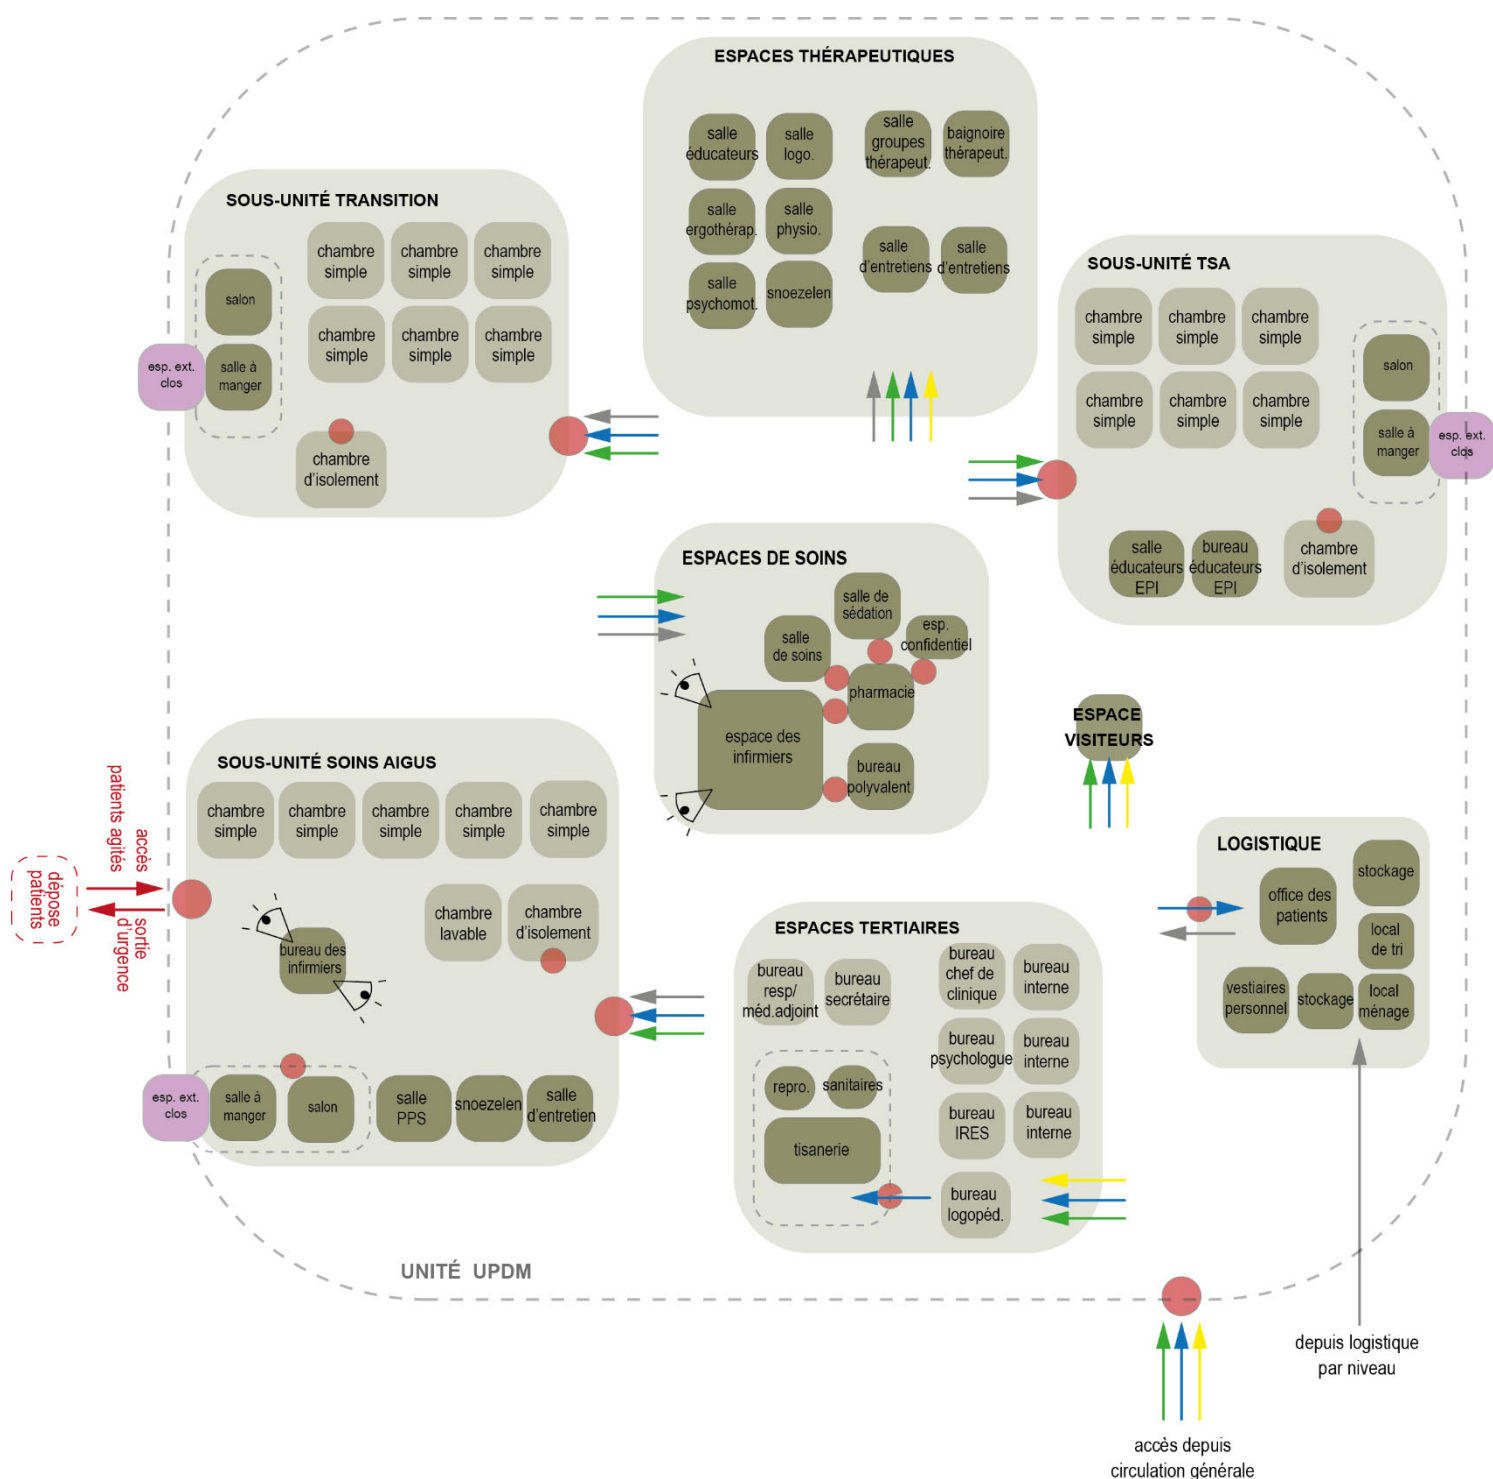 ESPACES THÉRAPEUTIQUES
salle
éducateurs
salle
logo.
salle
groupes
thérapeut.
baignoire
thérapeut.
salle
ergothérap.
salle
physio.
salle
d'entretiens
salle
d'entretiens
salle
psychomot.
snoezelen
SOUS-UNITÉ TRANSITION
chambre
simple
chambre
simple
chambre
simple
salon
chambre
simple
chambre
simple
chambre
simple
esp. ext.
clos
salle à
manger
chambre
d'isolement
SOUS-UNITÉ TSA
chambre
simple
chambre
simple
chambre
simple
salon
chambre
simple
chambre
simple
chambre
simple
salle à
manger
esp. ext.
clos
salle
éducateurs
EPI
bureau
éducateurs
EPI
chambre
d'isolement
ESPACES DE SOINS
salle de
sédation
salle
de soins
esp.
confidentiel
pharmacie
espace des
infirmiers
bureau
polyvalent
ESPACE
VISITEURS
SOUS-UNITÉ SOINS AIGUS
chambre
simple
chambre
simple
chambre
simple
chambre
simple
chambre
simple
accès
patients agités
dépose
patients
sortie
d'urgence
chambre
lavable
chambre
d'isolement
bureau des
infirmiers
esp. ext.
clos
salle à
manger
salon
salle
PPS
snoezelen
salle
d'entretien
LOGISTIQUE
stockage
office des
patients
local
de tri
vestiaires
personnel
stockage
local
ménage
ESPACES TERTIAIRES
bureau
resp/
méd.adjoint
bureau
secrétaire
bureau
chef de
clinique
bureau
interne
bureau
psychologue
bureau
interne
repro.
sanitaires
bureau
IRES
bureau
interne
tisanerie
bureau
logopéd.
UNITÉ UPDM
depuis logistique
par niveau
accès depuis
circulation générale